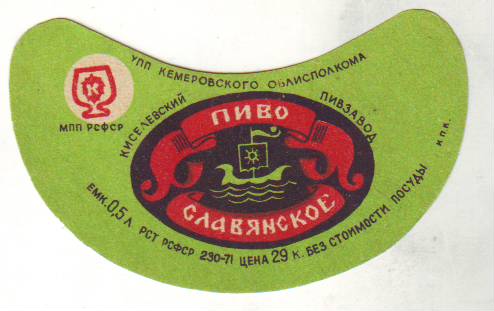 УПП КЕМЕРОВСКОГО ОБЛИСПОЛКОМА
К
МПП РСФСР
КИСЕЛЕВСКИЙ ПИВЗАВОД
ПИВО
СЛАВЯНСКОЕ
ЕМК. 0,5 Л РСТ РСФСР 230-71 ЦЕНА 29 К. БЕЗ СТОИМОСТИ ПОСУДЫ
К.П.К.